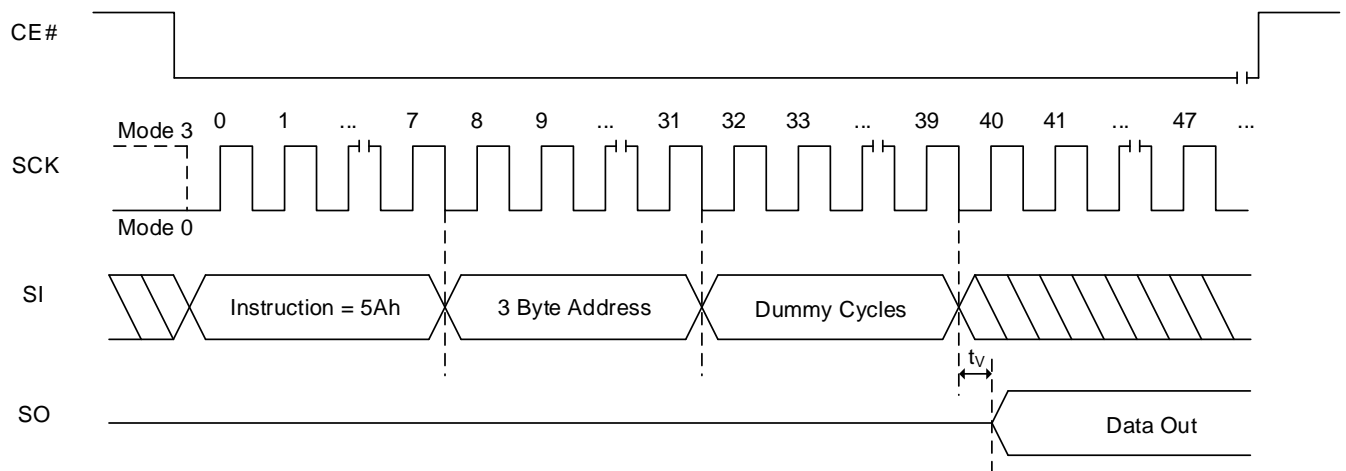 CE#
Mode 3 0 1 ... 7 8 9 ... 31 32 33 ... 39 40 41 ... 47 ...
SCK
Mode 0
SI Instruction = 5Ah 3 Byte Address Dummy Cycles
tV
SO Data Out